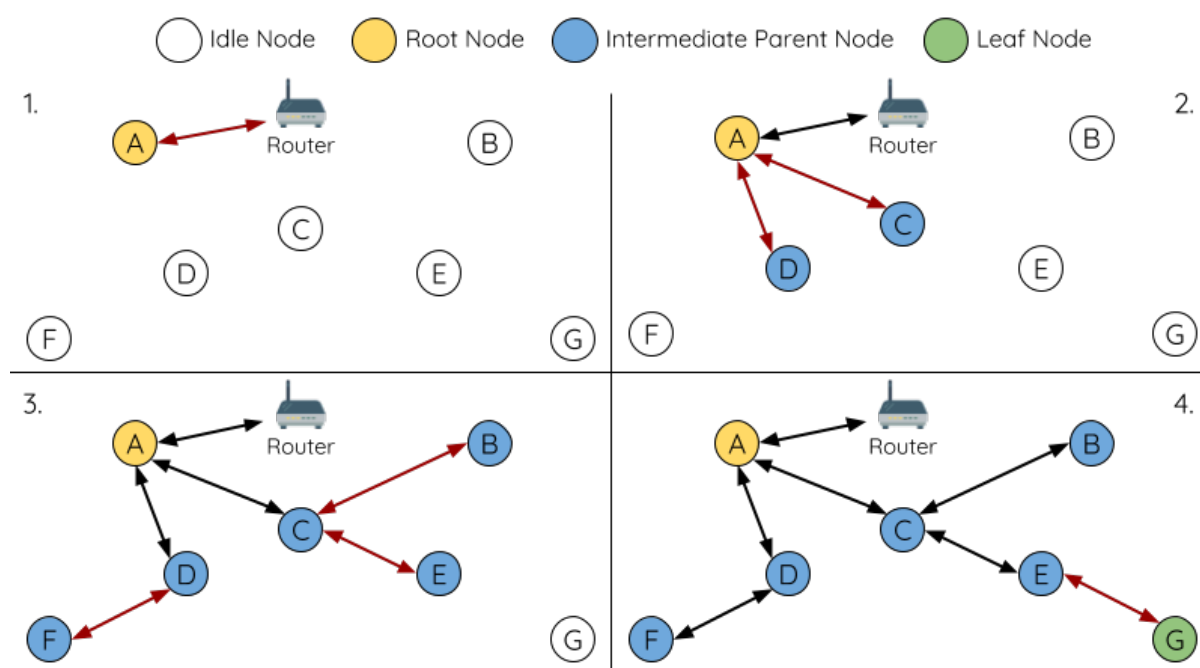 Idle Node
Root Node
Intermediate Parent Node
Leaf Node
1.
A
Router
B
C
D
E
F
G
2.
A
Router
B
C
D
E
F
G
3.
A
Router
B
C
D
E
F
G
4.
A
Router
B
C
D
E
F
G